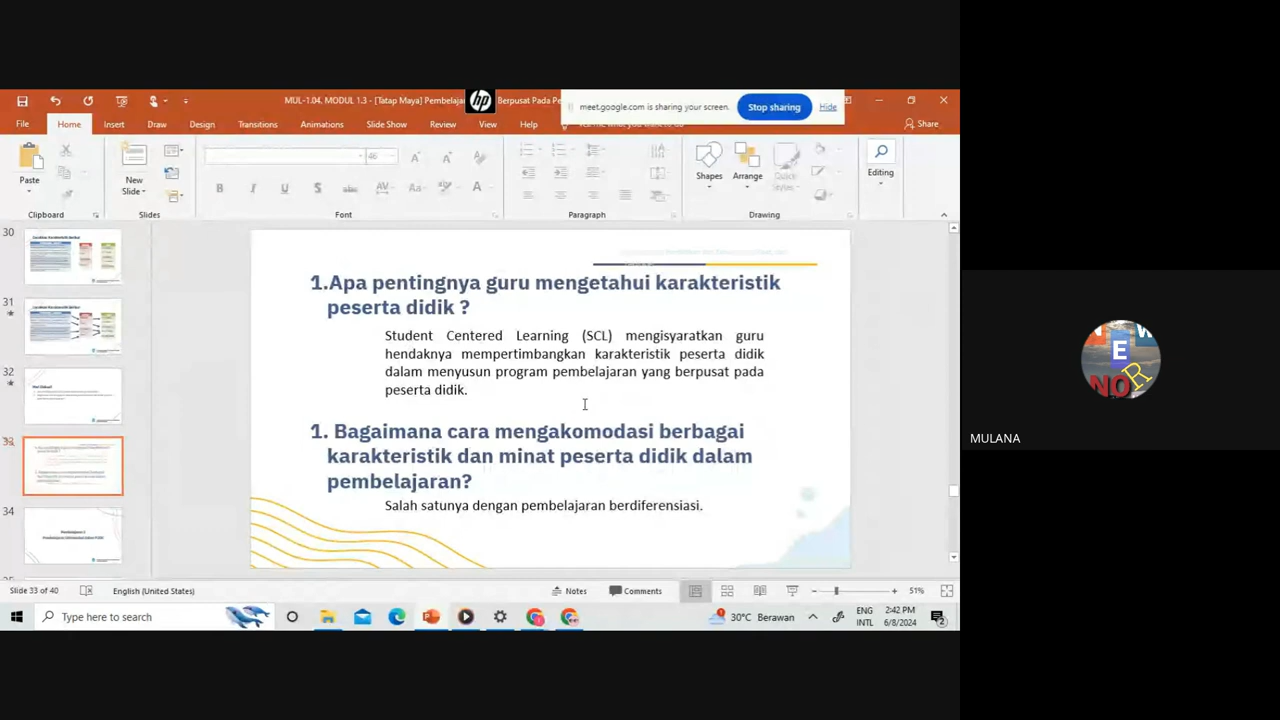 MUL-1.04. MODUL 1.3 - [Tatap Maya] Pembelajar
Berpusat Pada Pe
meet.google.com is sharing your screen.
Stop sharing
Hide
File Home Insert Draw Design Transitions Animations Slide Show Review View Help
Share
46
Paste
New
Slide
Shapes
Arrange
Quick
Styles
Editing
Clipboard
Slides
Font
Paragraph
Drawing
30
31
32
33
34
1.Apa pentingnya guru mengetahui karakteristik
peserta didik ?
Student Centered Learning (SCL) mengisyaratkan guru
hendaknya mempertimbangkan karakteristik peserta didik
dalam menyusun program pembelajaran yang berpusat pada
peserta didik.
1. Bagaimana cara mengakomodasi berbagai
karakteristik dan minat peserta didik dalam
pembelajaran?
Salah satunya dengan pembelajaran berdiferensiasi.
MULANA
Slide 33 of 40
English (United States)
Notes
Comments
51%
Type here to search
30°C Berawan
ENG
INTL
2:42 PM
6/8/2024
2